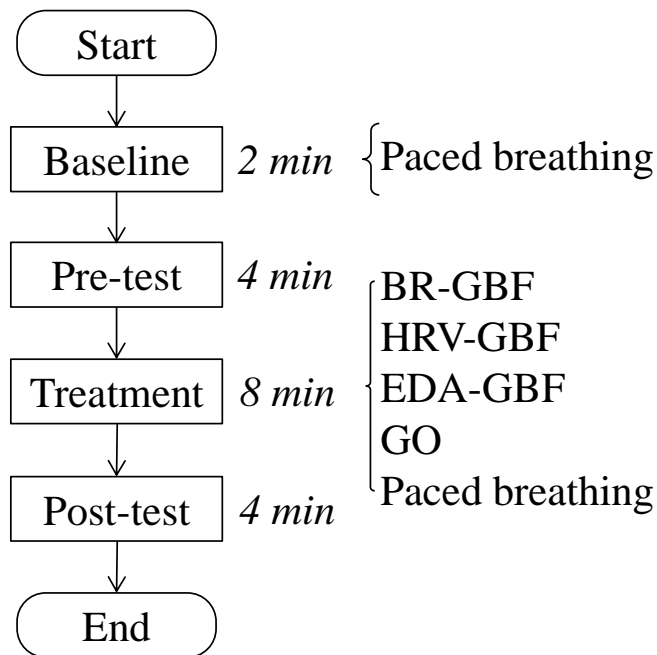 Start
Baseline 2 min Paced breathing
Pre-test 4 min
BR-GBF
HRV-GBF
Treatment 8 min EDA-GBF
GO
Paced breathing
Post-test 4 min
End